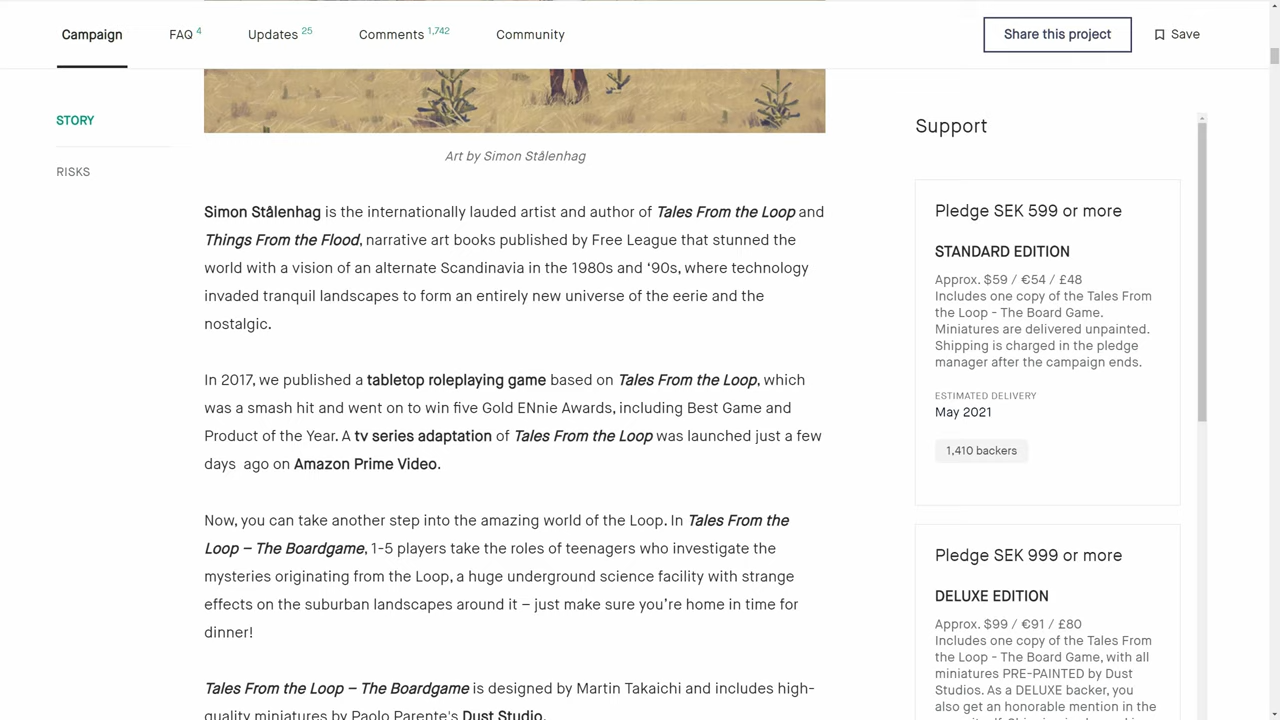 Campaign FAQ 4 Updates 25 Comments 1,742 Community Share this project Save
STORY
RISKS
Art by Simon Stålenhag
Simon Stålenhag is the internationally lauded artist and author of Tales From the Loop and
Things From the Flood, narrative art books published by Free League that stunned the
world with a vision of an alternate Scandinavia in the 1980s and ‘90s, where technology
invaded tranquil landscapes to form an entirely new universe of the eerie and the
nostalgic.
In 2017, we published a tabletop roleplaying game based on Tales From the Loop, which
was a smash hit and went on to win five Gold ENnie Awards, including Best Game and
Product of the Year. A tv series adaptation of Tales From the Loop was launched just a few
days ago on Amazon Prime Video.
Now, you can take another step into the amazing world of the Loop. In Tales From the
Loop – The Boardgame, 1-5 players take the roles of teenagers who investigate the
mysteries originating from the Loop, a huge underground science facility with strange
effects on the suburban landscapes around it – just make sure you’re home in time for
dinner!
Tales From the Loop – The Boardgame is designed by Martin Takaichi and includes high-
quality miniatures by Paolo Parente's Dust Studio.
Support
Pledge SEK 599 or more
STANDARD EDITION
Approx. $59 / €54 / £48
Includes one copy of the Tales From
the Loop - The Board Game.
Miniatures are delivered unpainted.
Shipping is charged in the pledge
manager after the campaign ends.
ESTIMATED DELIVERY
May 2021
1,410 backers
Pledge SEK 999 or more
DELUXE EDITION
Approx. $99 / €91 / £80
Includes one copy of the Tales From
the Loop - The Board Game, with all
miniatures PRE-PAINTED by Dust
Studios. As a DELUXE backer, you
also get an honorable mention in the